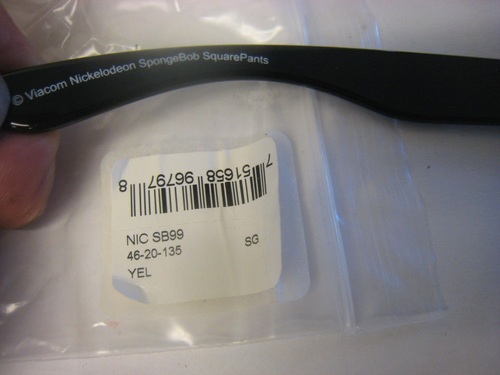 © Viacom Nickelodeon SpongeBob SquarePants
7 51658 96797 8
NIC SB99
46-20-135 SG
YEL